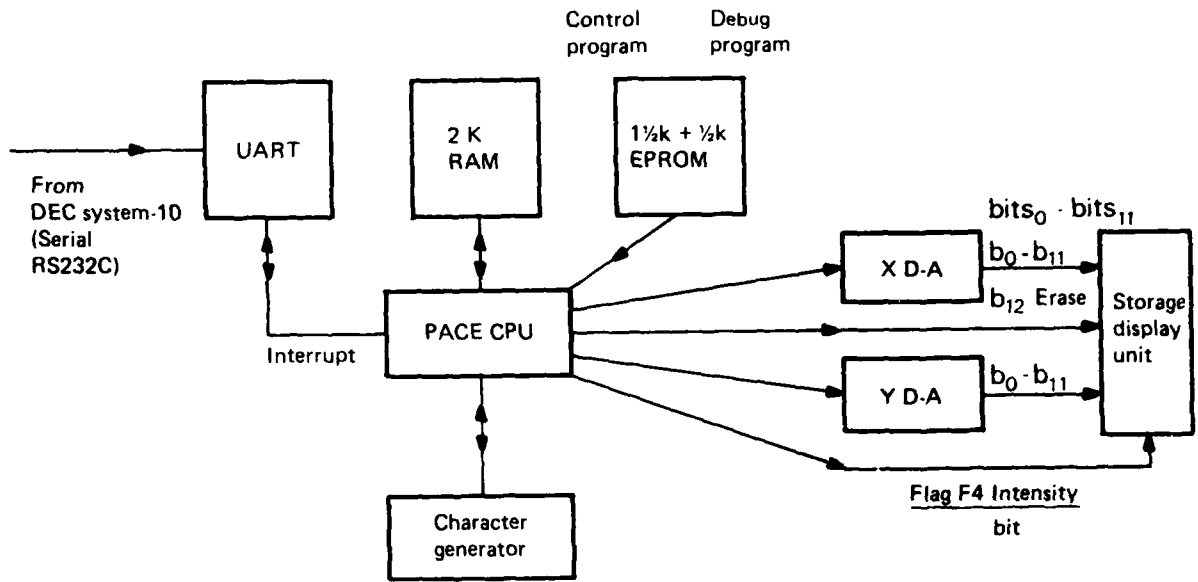 Control
program
Debug
program
UART
2 K
RAM
1½k + ½k
EPROM
From
DEC system-10
(Serial
RS232C)
bits₀ - bits₁₁
X D-A
b₀ - b₁₁
b₁₂ Erase
Storage
display
unit
PACE CPU
Interrupt
Y D-A
b₀ - b₁₁
Flag F4 Intensity
bit
Character
generator